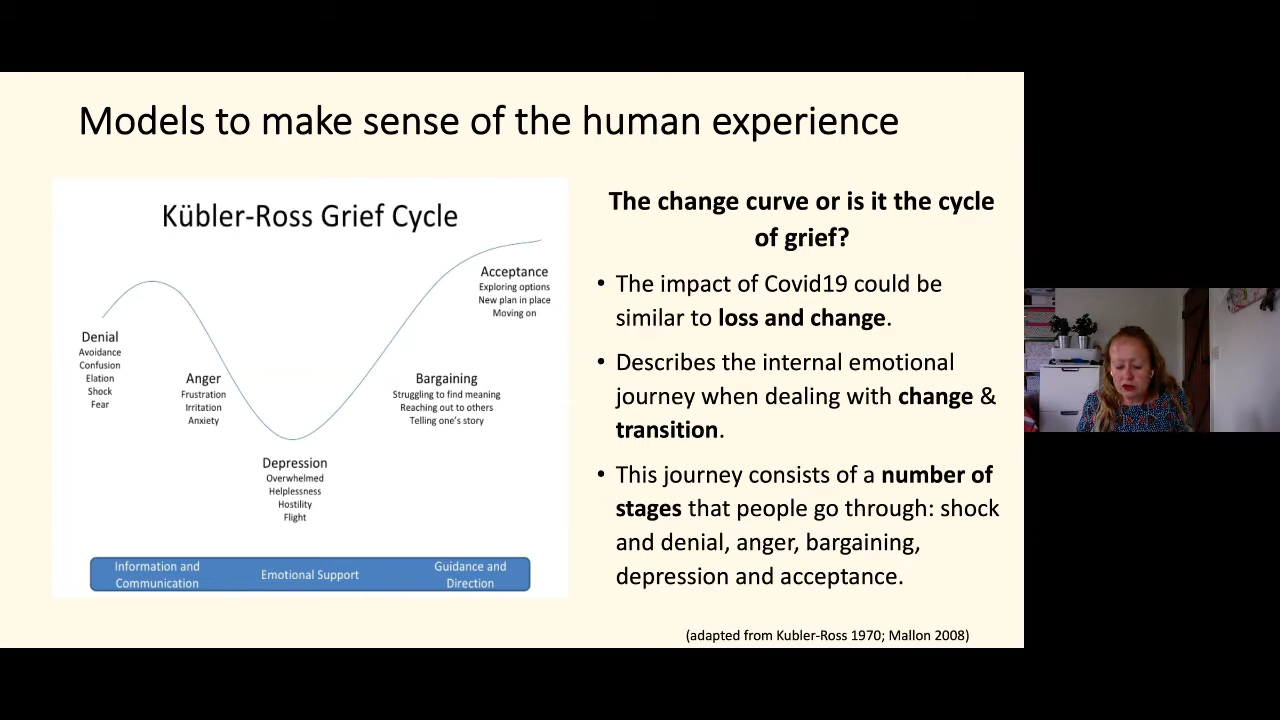 Models to make sense of the human experience
Kübler-Ross Grief Cycle
Denial
Avoidance
Confusion
Elation
Shock
Fear
Anger
Frustration
Irritation
Anxiety
Depression
Overwhelmed
Helplessness
Hostility
Flight
Bargaining
Struggling to find meaning
Reaching out to others
Telling one's story
Acceptance
Exploring options
New plan in place
Moving on
Information and
Communication
Emotional Support
Guidance and
Direction
The change curve or is it the cycle
of grief?
• The impact of Covid19 could be
similar to loss and change.
• Describes the internal emotional
journey when dealing with change &
transition.
• This journey consists of a number of
stages that people go through: shock
and denial, anger, bargaining,
depression and acceptance.
(adapted from Kubler-Ross 1970; Mallon 2008)